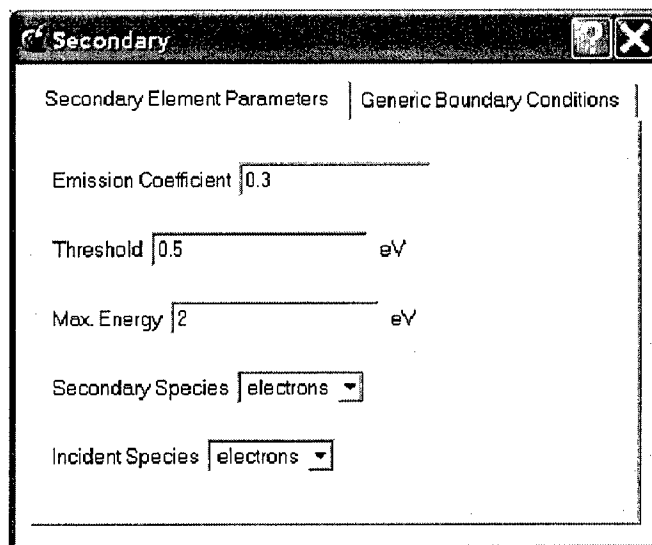 Secondary
Secondary Element Parameters Generic Boundary Conditions
Emission Coefficient 0.3
Threshold 0.5 eV
Max. Energy 2 eV
Secondary Species electrons
Incident Species electrons